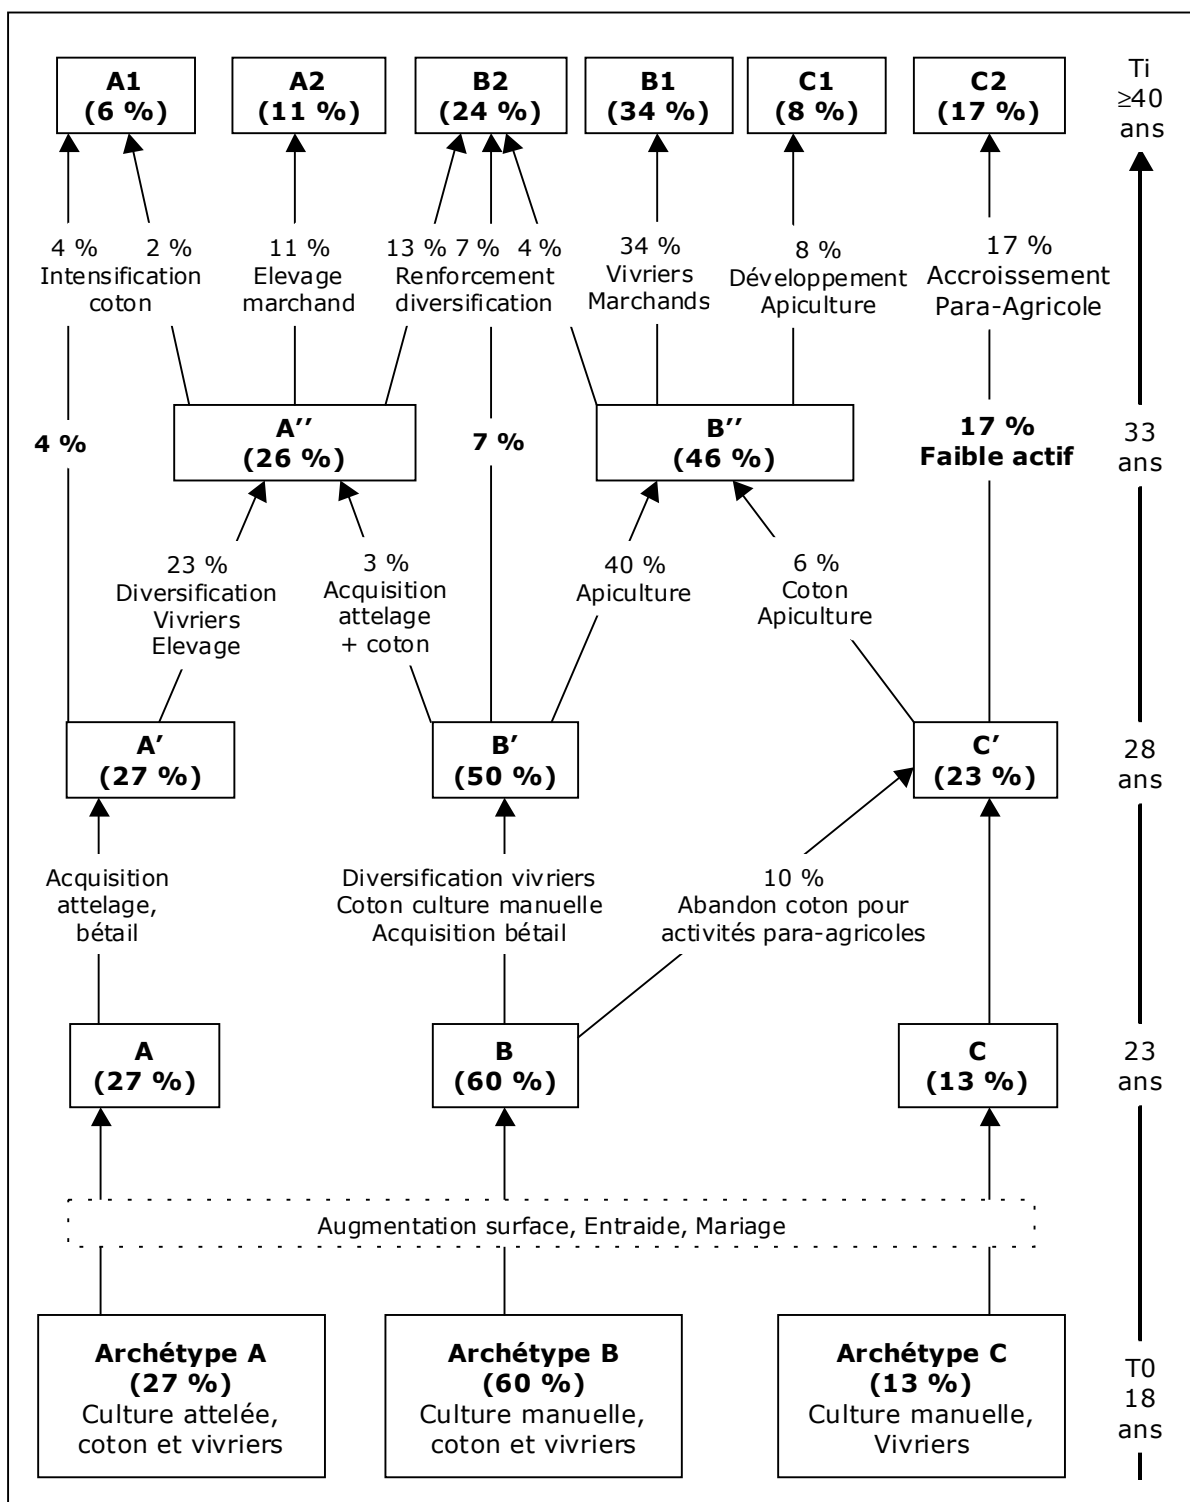 A1
(6 %)
A2
(11 %)
B2
(24 %)
B1
(34 %)
C1
(8 %)
C2
(17 %)
Ti
≥40
ans
4 %
2 %
Intensification
coton
11 %
Elevage
marchand
13 %
7 %
4 %
Renforcement
diversification
34 %
Vivriers
Marchands
8 %
Développement
Apiculture
17 %
Accroissement
Para-Agricole
4 %
A’’
(26 %)
7 %
B’’
(46 %)
17 %
Faible actif
33
ans
23 %
Diversification
Vivriers
Elevage
3 %
Acquisition
attelage
+ coton
40 %
Apiculture
6 %
Coton
Apiculture
A’
(27 %)
B’
(50 %)
C’
(23 %)
28
ans
Acquisition
attelage,
bétail
Diversification vivriers
Coton culture manuelle
Acquisition bétail
10 %
Abandon coton pour
activités para-agricoles
A
(27 %)
B
(60 %)
C
(13 %)
23
ans
Augmentation surface, Entraide, Mariage
Archétype A
(27 %)
Culture attelée,
coton et vivriers
Archétype B
(60 %)
Culture manuelle,
coton et vivriers
Archétype C
(13 %)
Culture manuelle,
Vivriers
T0
18
ans